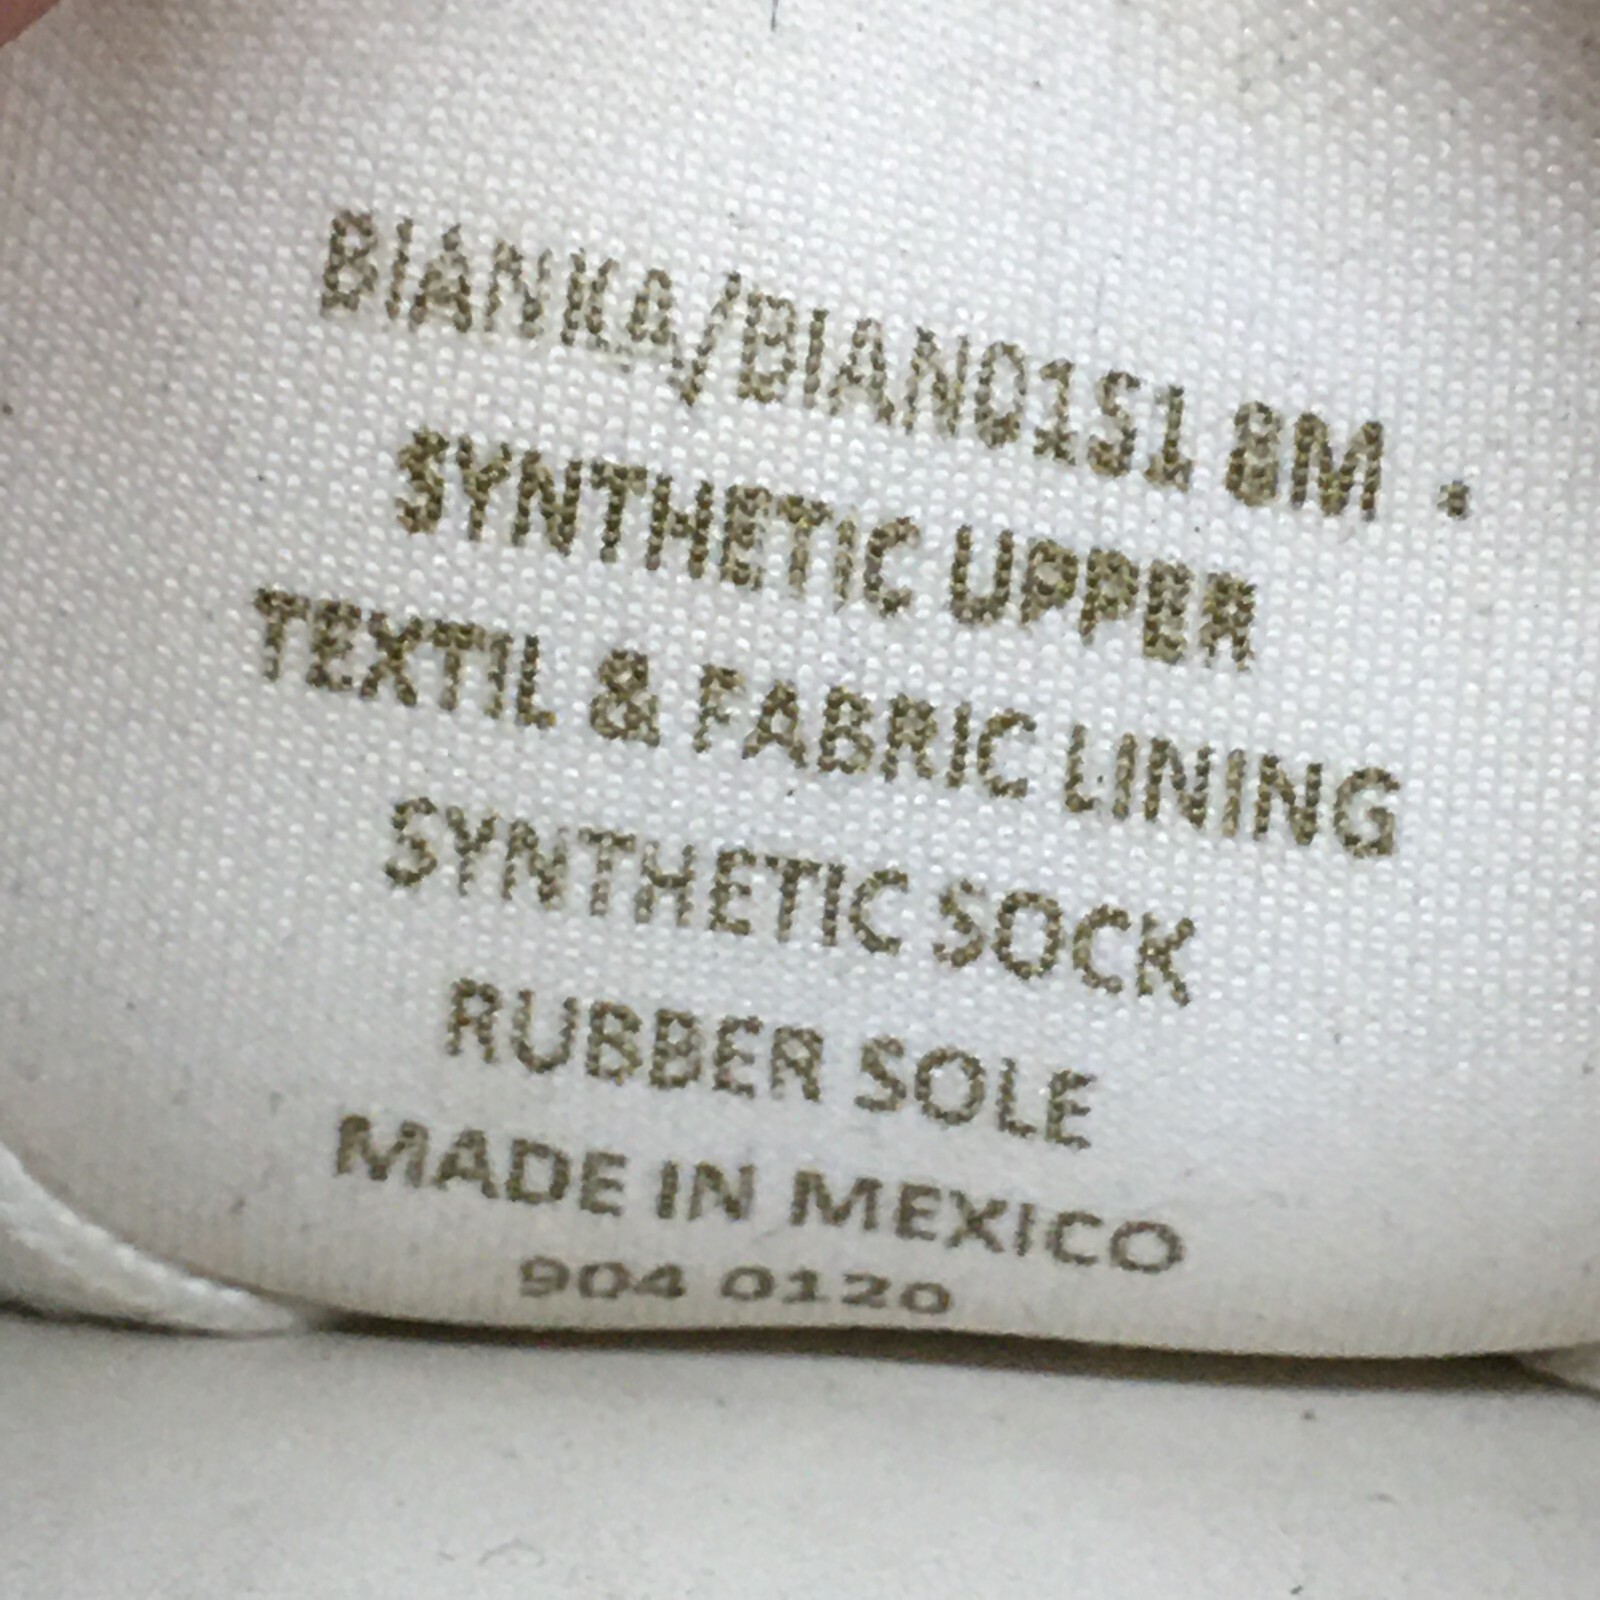 BIANKA/BIAN01S1 8M .
SYNTHETIC UPPER
TEXTIL & FABRIC LINING
SYNTHETIC SOCK
RUBBER SOLE
MADE IN MEXICO
904 0120